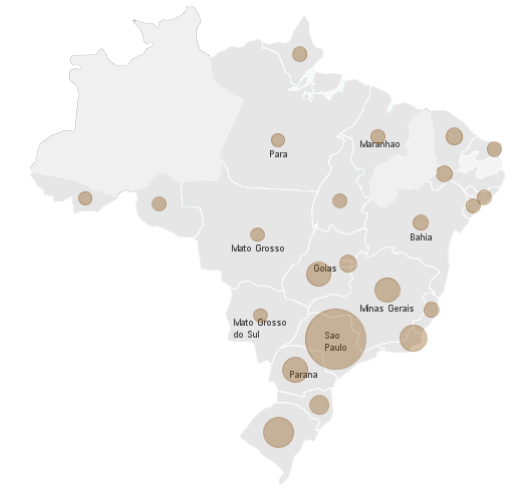 Para
Maranhao
Bahia
Mato Grosso
Goias
Minas Gerais
Mato Grosso
do Sul
Sao
Paulo
Parana